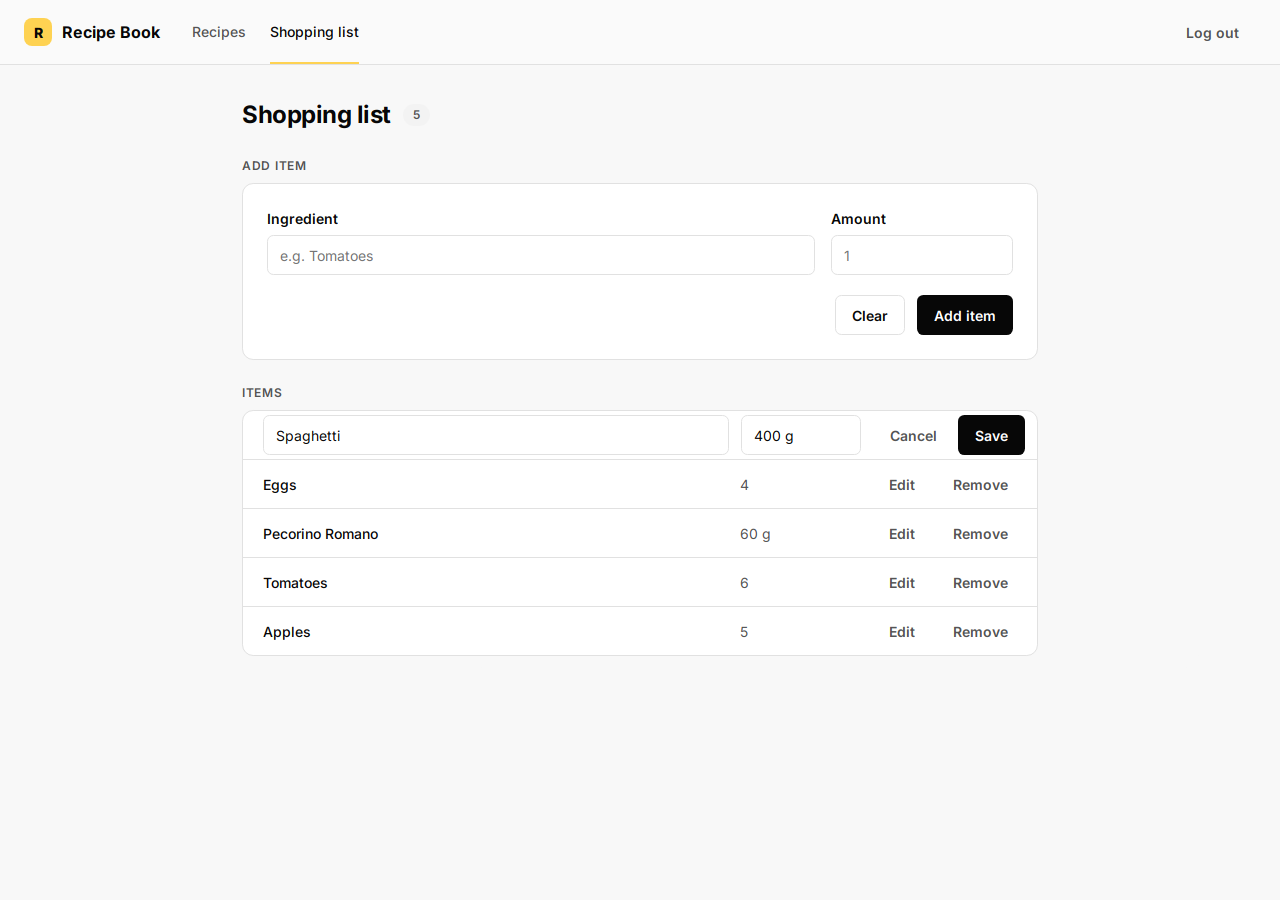 R Recipe Book Recipes Shopping list Log out
Shopping list 5
ADD ITEM
Ingredient Amount
e.g. Tomatoes 1
Clear Add item
ITEMS
Spaghetti 400 g Cancel Save
Eggs 4 Edit Remove
Pecorino Romano 60 g Edit Remove
Tomatoes 6 Edit Remove
Apples 5 Edit Remove